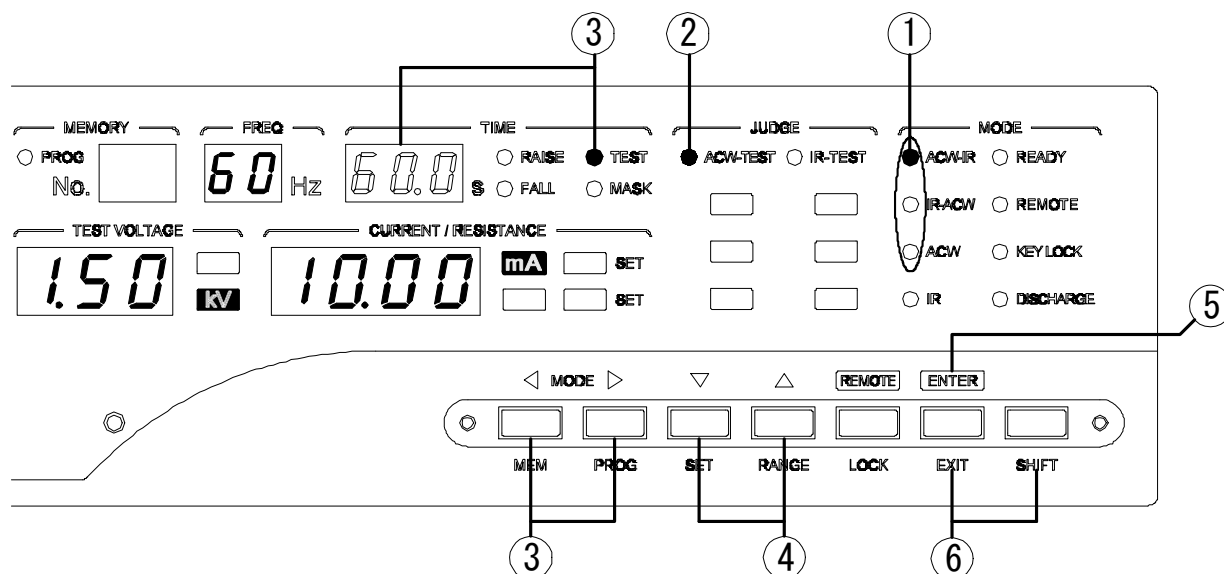 ③ ② ①
MEMORY FREQ TIME JUDGE MODE
PROG No. 60 Hz 60.0 S RAISE TEST ACW-TEST IR-TEST ACW-IR READY
FALL MASK IR-ACW REMOTE
TEST VOLTAGE CURRENT / RESISTANCE ACW KEY LOCK
1.50 kV 10.00 mA SET
SET IR DISCHARGE
⑤
◁ MODE ▷ ▽ △ REMOTE ENTER
MEM PROG SET RANGE LOCK EXIT SHIFT
③ ④ ⑥